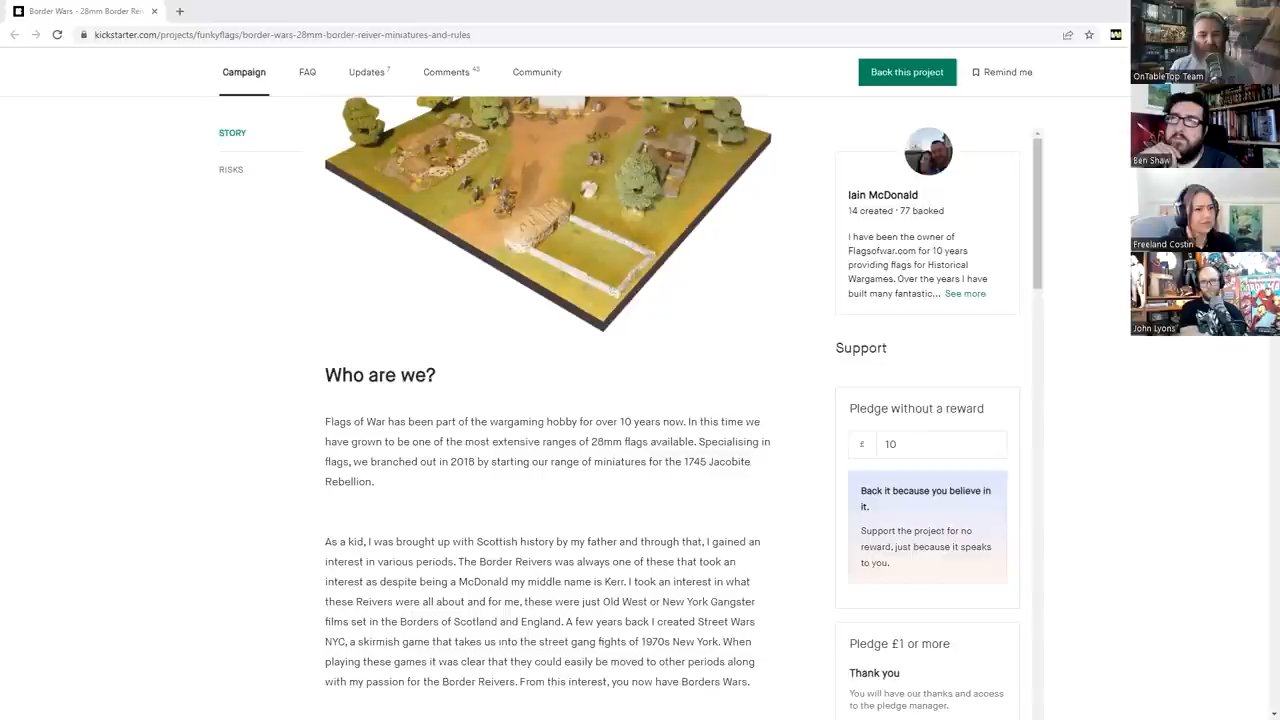 Border Wars - 28mm Border Rei
kickstarter.com/projects/funkyflags/border-wars-28mm-border-reiver-miniatures-and-rules
Campaign
FAQ
Updates 7
Comments 43
Community
Back this project
Remind me
STORY
RISKS
Who are we?
Flags of War has been part of the wargaming hobby for over 10 years now. In this time we
have grown to be one of the most extensive ranges of 28mm flags available. Specialising in
flags, we branched out in 2018 by starting our range of miniatures for the 1745 Jacobite
Rebellion.
As a kid, I was brought up with Scottish history by my father and through that, I gained an
interest in various periods. The Border Reivers was always one of these that took an
interest as despite being a McDonald my middle name is Kerr. I took an interest in what
these Reivers were all about and for me, these were just Old West or New York Gangster
films set in the Borders of Scotland and England. A few years back I created Street Wars
NYC, a skirmish game that takes us into the street gang fights of 1970s New York. When
playing these games it was clear that they could easily be moved to other periods along
with my passion for the Border Reivers. From this interest, you now have Borders Wars.
Iain McDonald
14 created · 77 backed
I have been the owner of
Flagsofwar.com for 10 years
providing flags for Historical
Wargames. Over the years I have
built many fantastic... See more
Support
Pledge without a reward
£ 10
Back it because you believe in
it.
Support the project for no
reward, just because it speaks
to you.
Pledge £1 or more
Thank you
You will have our thanks and access
to the pledge manager.
OnTableTop Team
Ben Shaw
Freeland Costin
John Lyons